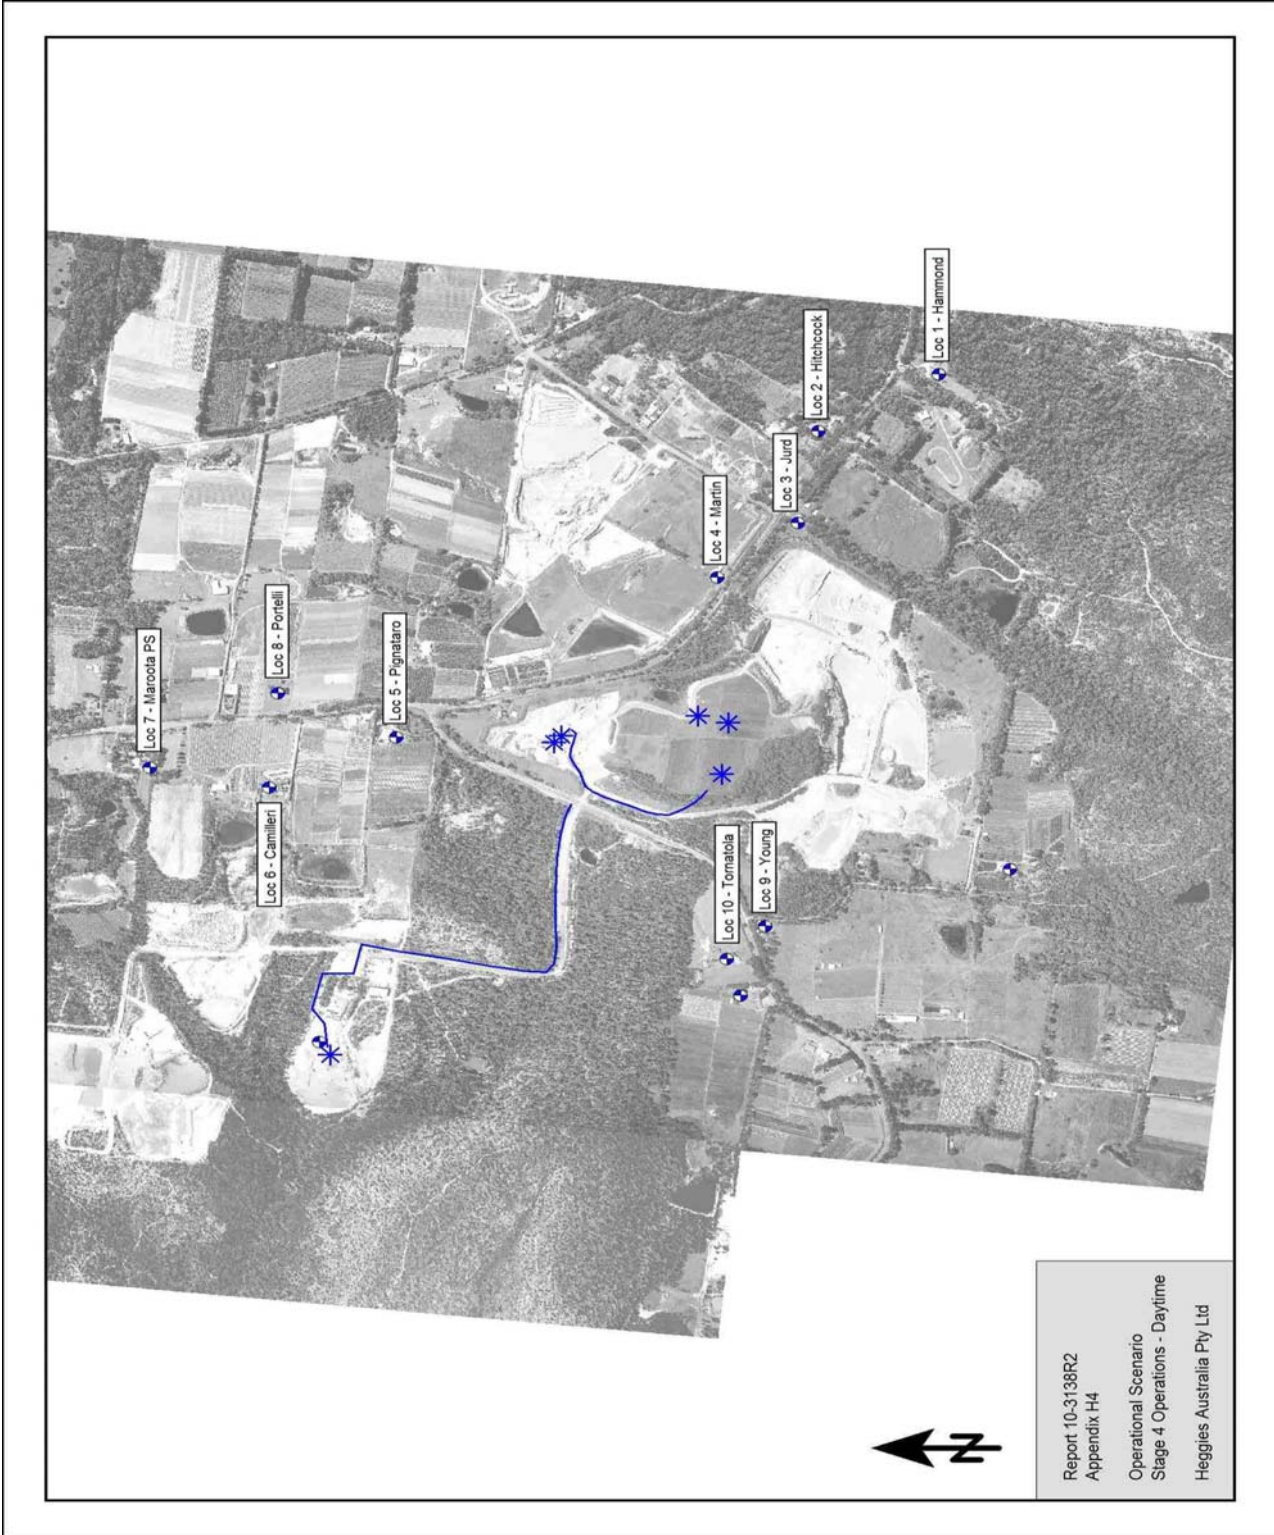 Loc 7 - Maroota PS
Loc 8 - Portelli
Loc 6 - Camilleri
Loc 5 - Pignataro
Loc 4 - Martin
Loc 3 - Jurd
Loc 2 - Hitchcock
Loc 1 - Hammond
Loc 10 - Tornatola
Loc 9 - Young
N
Report 10-3138R2
Appendix H4
Operational Scenario
Stage 4 Operations - Daytime
Heggies Australia Pty Ltd